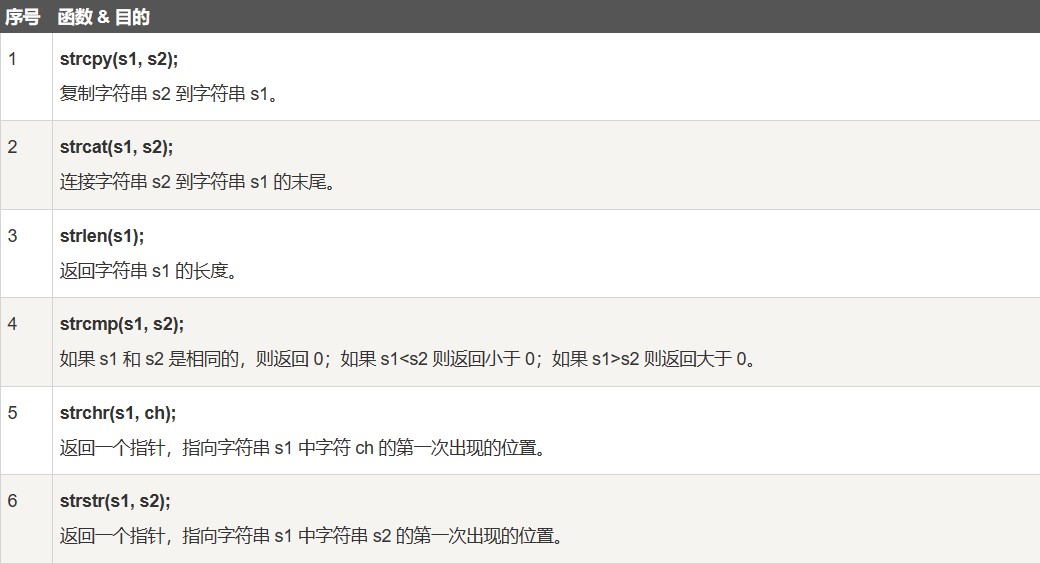 序号 函数 & 目的
1 strcpy(s1, s2);
复制字符串 s2 到字符串 s1。
2 strcat(s1, s2);
连接字符串 s2 到字符串 s1 的末尾。
3 strlen(s1);
返回字符串 s1 的长度。
4 strcmp(s1, s2);
如果 s1 和 s2 是相同的，则返回 0；如果 s1<s2 则返回小于 0；如果 s1>s2 则返回大于 0。
5 strchr(s1, ch);
返回一个指针，指向字符串 s1 中字符 ch 的第一次出现的位置。
6 strstr(s1, s2);
返回一个指针，指向字符串 s1 中字符串 s2 的第一次出现的位置。